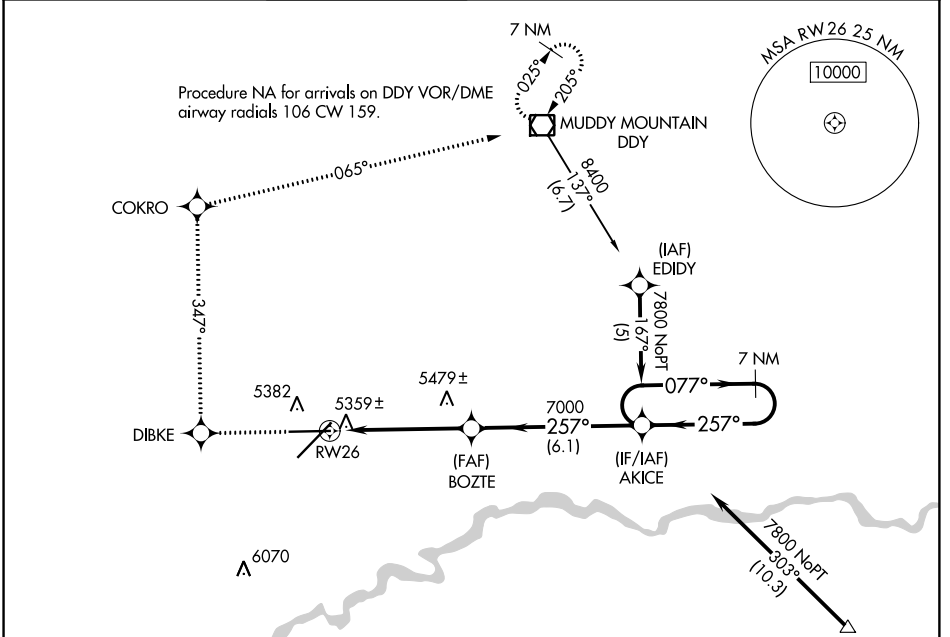 7 NM
MSA RW26 25 NM
10000
Procedure NA for arrivals on DDY VOR/DME
airway radials 106 CW 159.
025°
205°
MUDDY MOUNTAIN
DDY
065°
8400
137°
(6.7)
COKRO
(IAF)
EDIDY
7800 NoPT
167°
(5)
347°
7 NM
077°
5479±
5382
5359±
7000
257°
(6.1)
257°
DIBKE
RW26
(FAF)
BOZTE
(IF/IAF)
AKICE
7800 NoPT
303°
(10.3)
6070